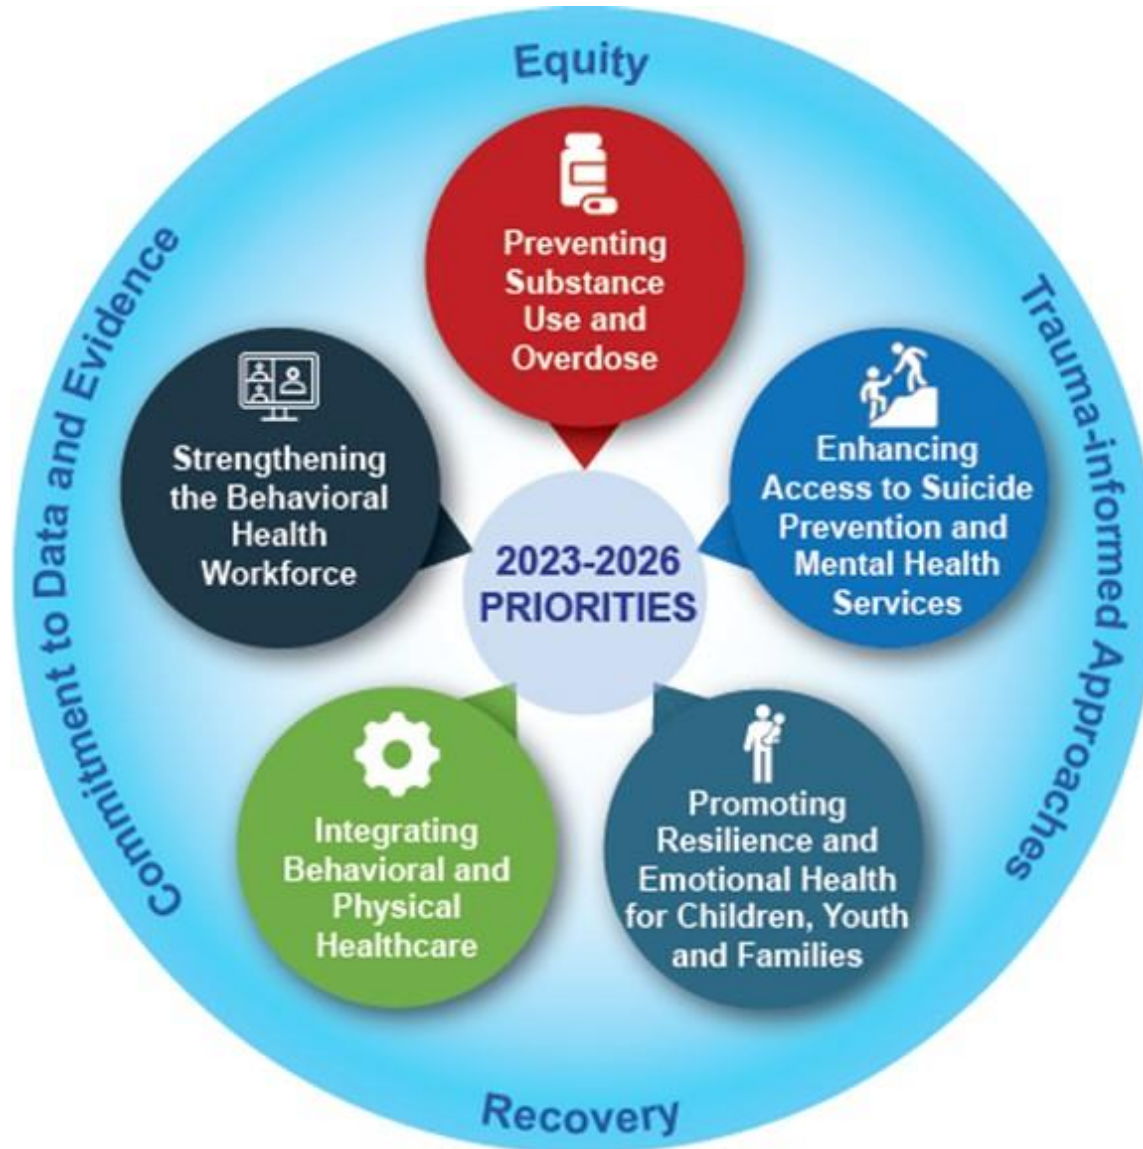 Equity
Preventing
Substance
Use and
Overdose
Enhancing
Access to Suicide
Prevention and
Mental Health
Services
Promoting
Resilience and
Emotional Health
for Children, Youth
and Families
Integrating
Behavioral and
Physical
Healthcare
Strengthening
the Behavioral
Health
Workforce
2023-2026
PRIORITIES
Trauma-informed Approaches
Recovery
Commitment to Data and Evidence